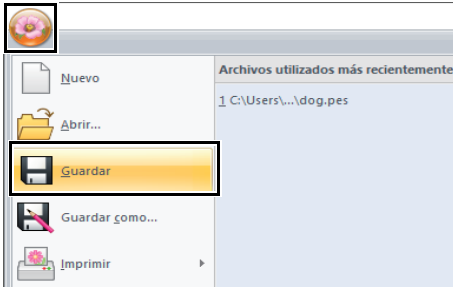 Nuevo
Abrir...
Guardar
Guardar como...
Imprimir
Archivos utilizados más recientemente
1 C:\Users\...\dog.pes